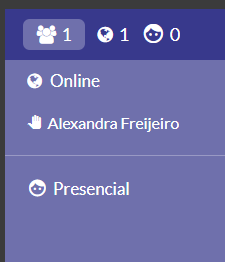 1 1 0
Online
Alexandra Freijeiro
Presencial